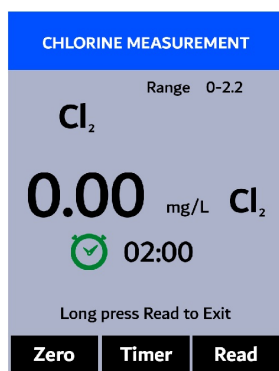 CHLORINE MEASUREMENT
Range 0-2.2
Cl₂
0.00 mg/L Cl₂
02:00
Long press Read to Exit
Zero Timer Read